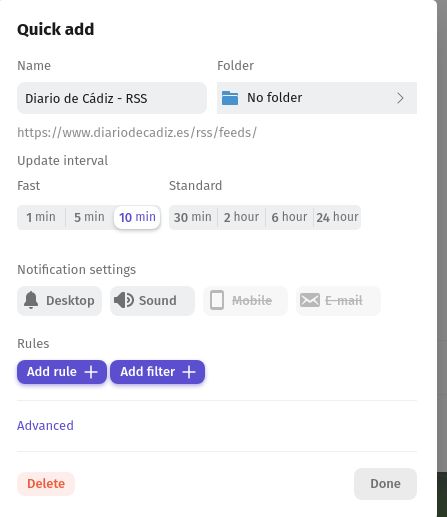 Quick add
Name Folder
Diario de Cádiz - RSS No folder
https://www.diariodecadiz.es/rss/feeds/
Update interval
Fast Standard
1 min 5 min 10 min 30 min 2 hour 6 hour 24 hour
Notification settings
Desktop Sound Mobile E-mail
Rules
Add rule Add filter
Advanced
Delete Done